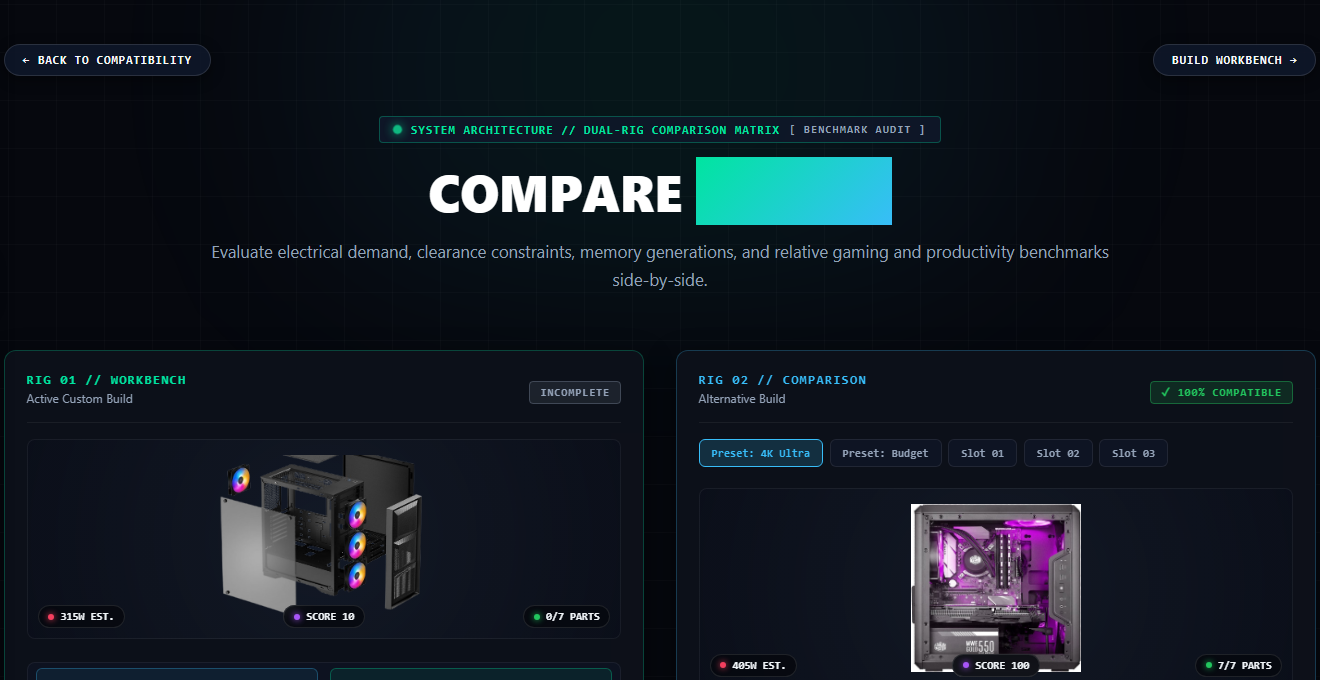 ← BACK TO COMPATIBILITY
BUILD WORKBENCH →
SYSTEM ARCHITECTURE // DUAL-RIG COMPARISON MATRIX [ BENCHMARK AUDIT ]
COMPARE
Evaluate electrical demand, clearance constraints, memory generations, and relative gaming and productivity benchmarks
side-by-side.
RIG 01 // WORKBENCH
Active Custom Build
INCOMPLETE
315W EST.
SCORE 10
0/7 PARTS
RIG 02 // COMPARISON
Alternative Build
✓ 100% COMPATIBLE
Preset: 4K Ultra
Preset: Budget
Slot 01
Slot 02
Slot 03
550
405W EST.
SCORE 100
7/7 PARTS